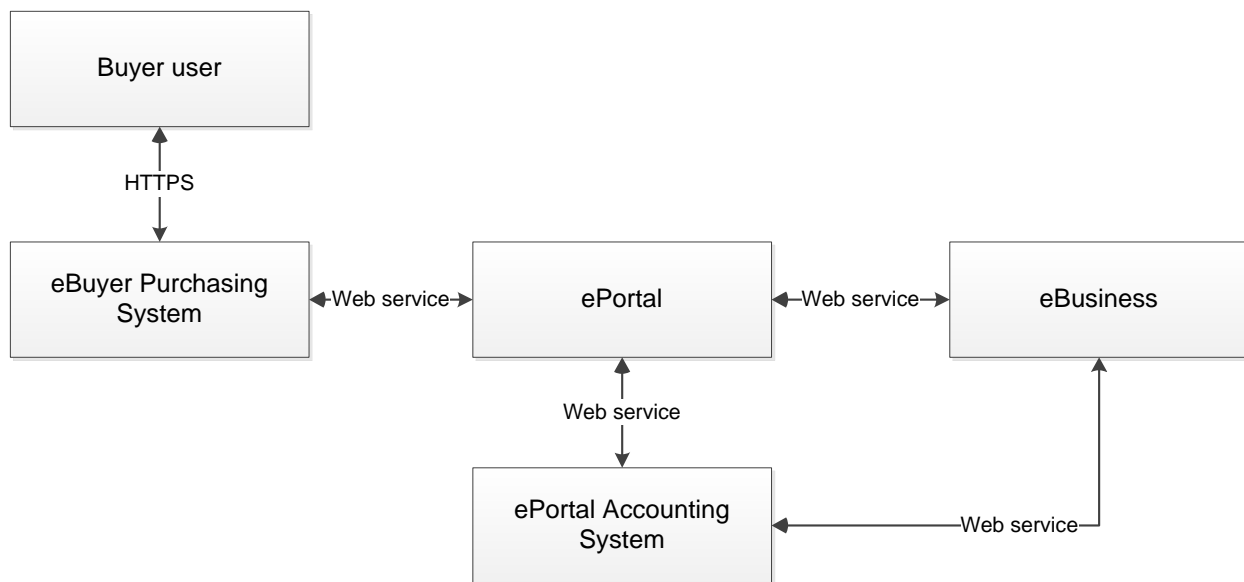 Buyer user
HTTPS
eBuyer Purchasing
System
Web service
ePortal
Web service
eBusiness
Web service
ePortal Accounting
System
Web service